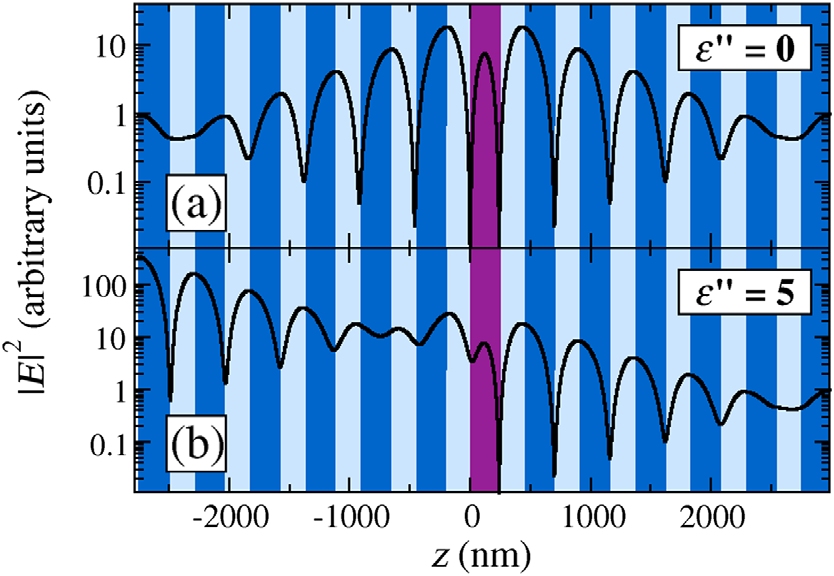 |E|² (arbitrary units)
10
1
0.1
ε'' = 0
(a)
100
10
1
0.1
ε'' = 5
(b)
-2000 -1000 0 1000 2000
z (nm)